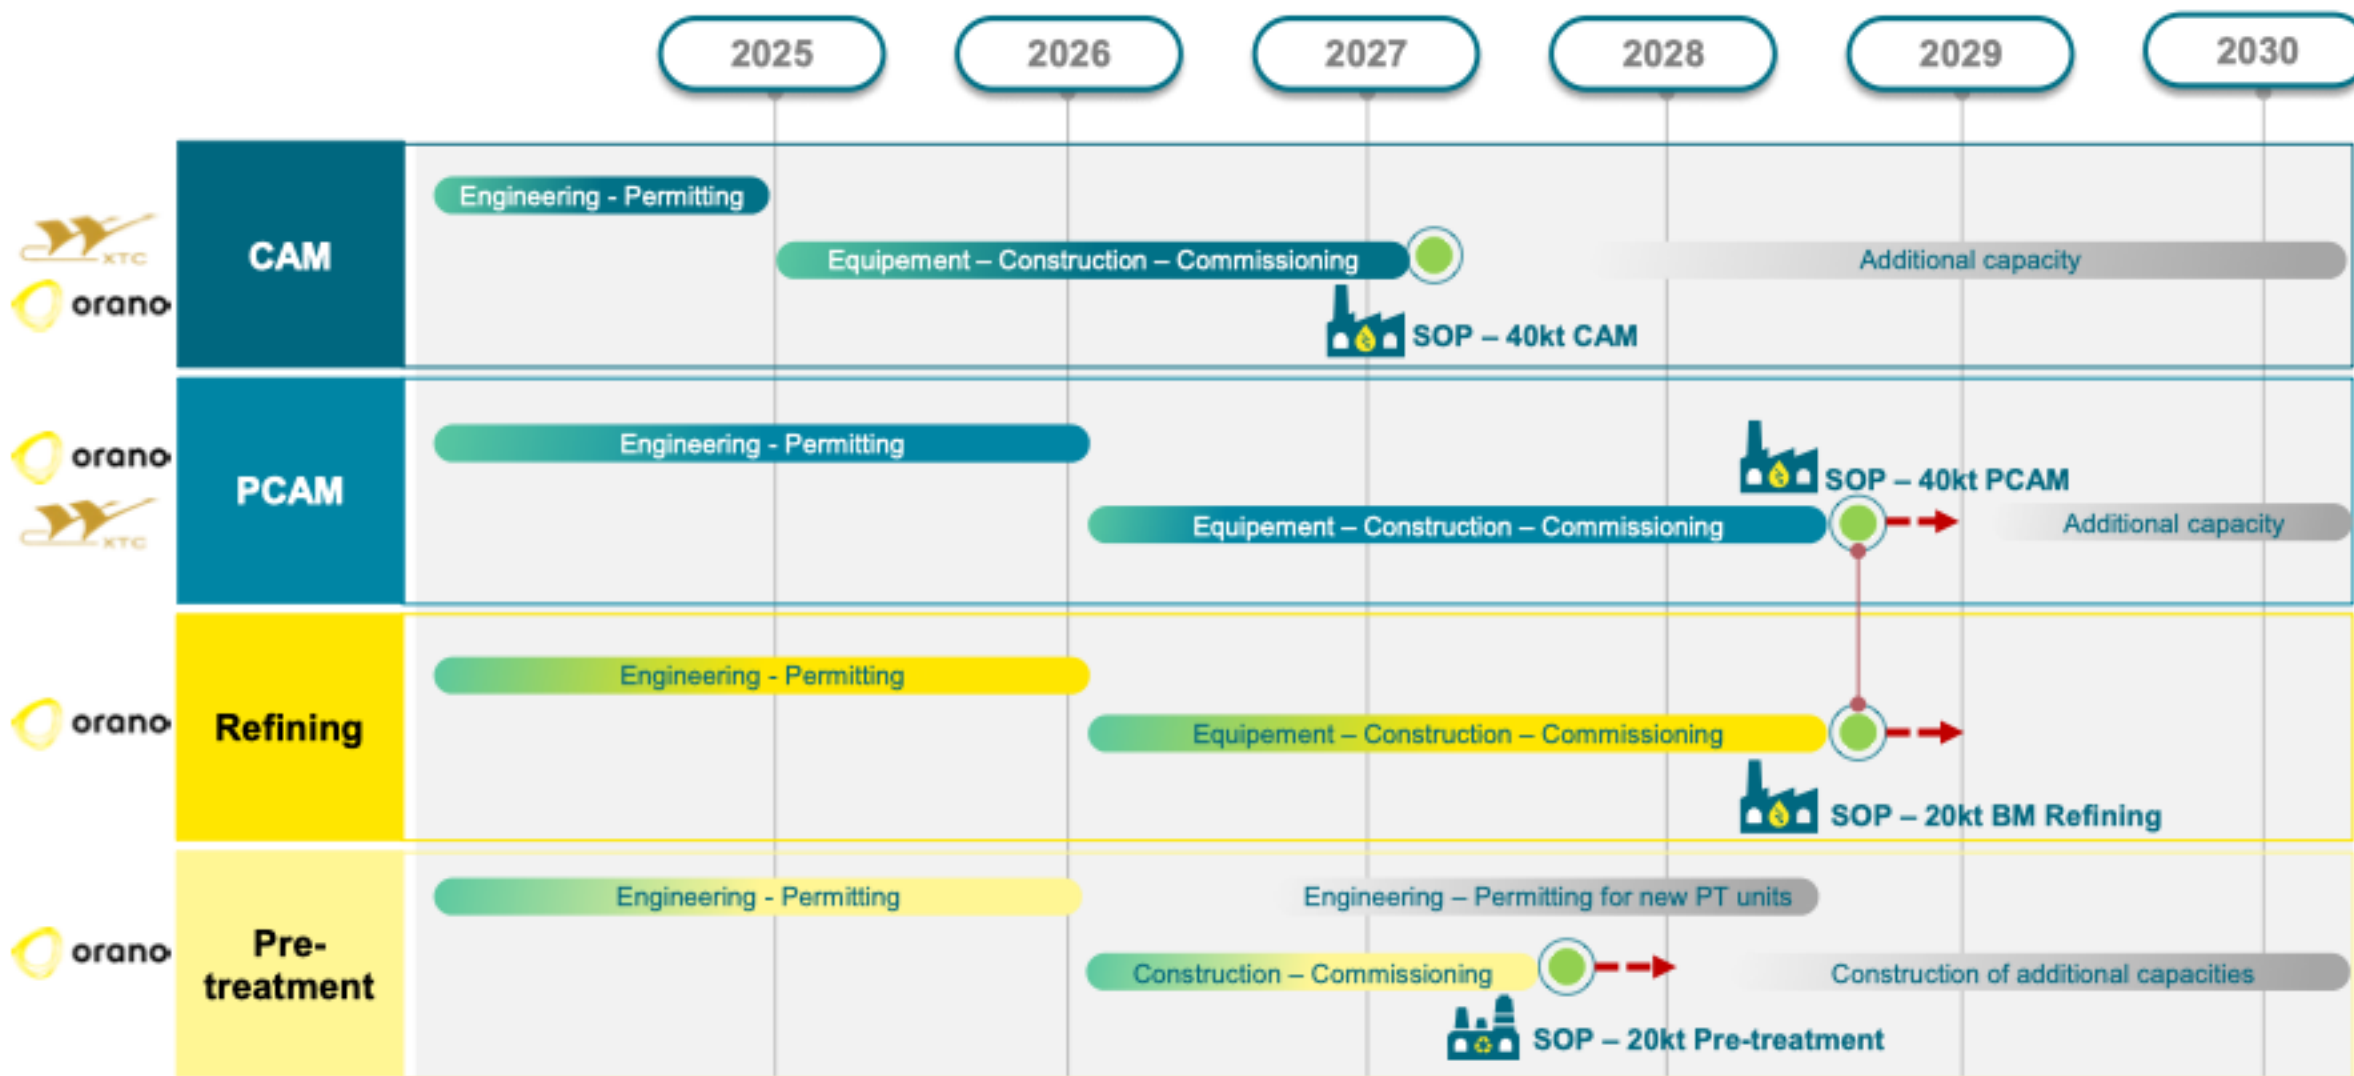 2025 2026 2027 2028 2029 2030
Engineering - Permitting
XTC
orano
CAM
Equipement – Construction – Commissioning
Additional capacity
SOP – 40kt CAM
orano
XTC
PCAM
Engineering - Permitting
SOP – 40kt PCAM
Equipement – Construction – Commissioning
Additional capacity
orano
Refining
Engineering - Permitting
Equipement – Construction – Commissioning
SOP – 20kt BM Refining
orano
Pre-
treatment
Engineering - Permitting
Engineering – Permitting for new PT units
Construction – Commissioning
Construction of additional capacities
SOP – 20kt Pre-treatment